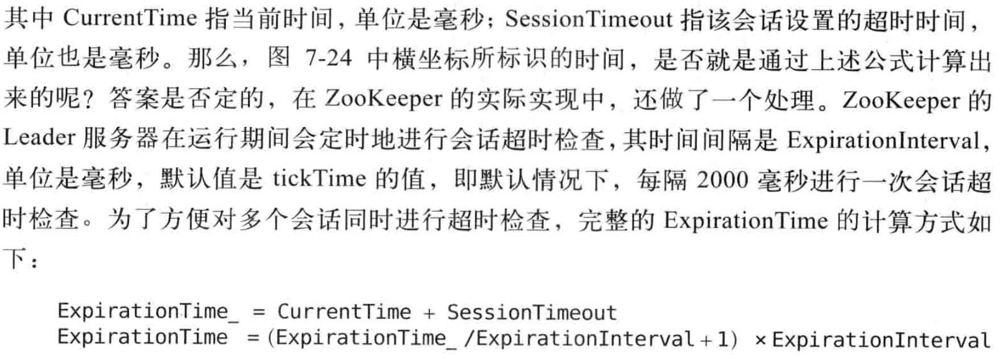 其中 CurrentTime 指当前时间，单位是毫秒；SessionTimeout 指该会话设置的超时时间，
单位也是毫秒。那么，图 7-24 中横坐标所标识的时间，是否就是通过上述公式计算出
来的呢？答案是否定的，在 ZooKeeper 的实际实现中，还做了一个处理。ZooKeeper 的
Leader 服务器在运行期间会定时地进行会话超时检查，其时间间隔是 ExpirationInterval，
单位是毫秒，默认值是 tickTime 的值，即默认情况下，每隔 2000 毫秒进行一次会话超
时检查。为了方便对多个会话同时进行超时检查，完整的 ExpirationTime 的计算方式如
下：
ExpirationTime_ = CurrentTime + SessionTimeout
ExpirationTime = (ExpirationTime_ /ExpirationInterval + 1) × ExpirationInterval